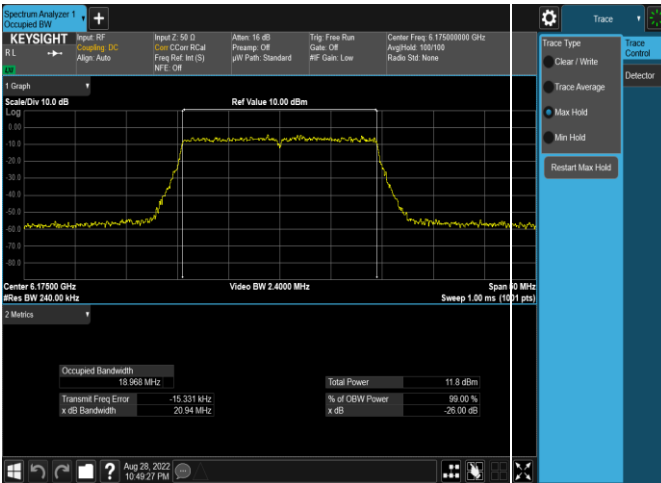 Spectrum Analyzer 1
Occupied BW
+
Trace
KEYSIGHT
R L
LW
Input: RF
Coupling: DC
Align: Auto
Input Z: 50 Ω
Corr CCorr RCal
Freq Ref: Int (S)
NFE: Off
Atten: 16 dB
Preamp: Off
µW Path: Standard
Trig: Free Run
Gate: Off
#IF Gain: Low
Center Freq: 6.175000000 GHz
Avg|Hold: 100/100
Radio Std: None
Trace Type
Clear / Write
Trace Average
Max Hold
Min Hold
Restart Max Hold
Trace
Control
Detector
1 Graph
Scale/Div 10.0 dB
Ref Value 10.00 dBm
Log
0.00
-10.0
-20.0
-30.0
-40.0
-50.0
-60.0
-70.0
-80.0
Center 6.17500 GHz
Video BW 2.4000 MHz
#Res BW 240.00 kHz
Sweep 1.00 ms (1001 pts)
2 Metrics
Occupied Bandwidth
18.968 MHz
Total Power 11.8 dBm
Transmit Freq Error -15.331 kHz
% of OBW Power 99.00 %
x dB Bandwidth 20.94 MHz
x dB -26.00 dB
?
Aug 28, 2022
10:49:27 PM